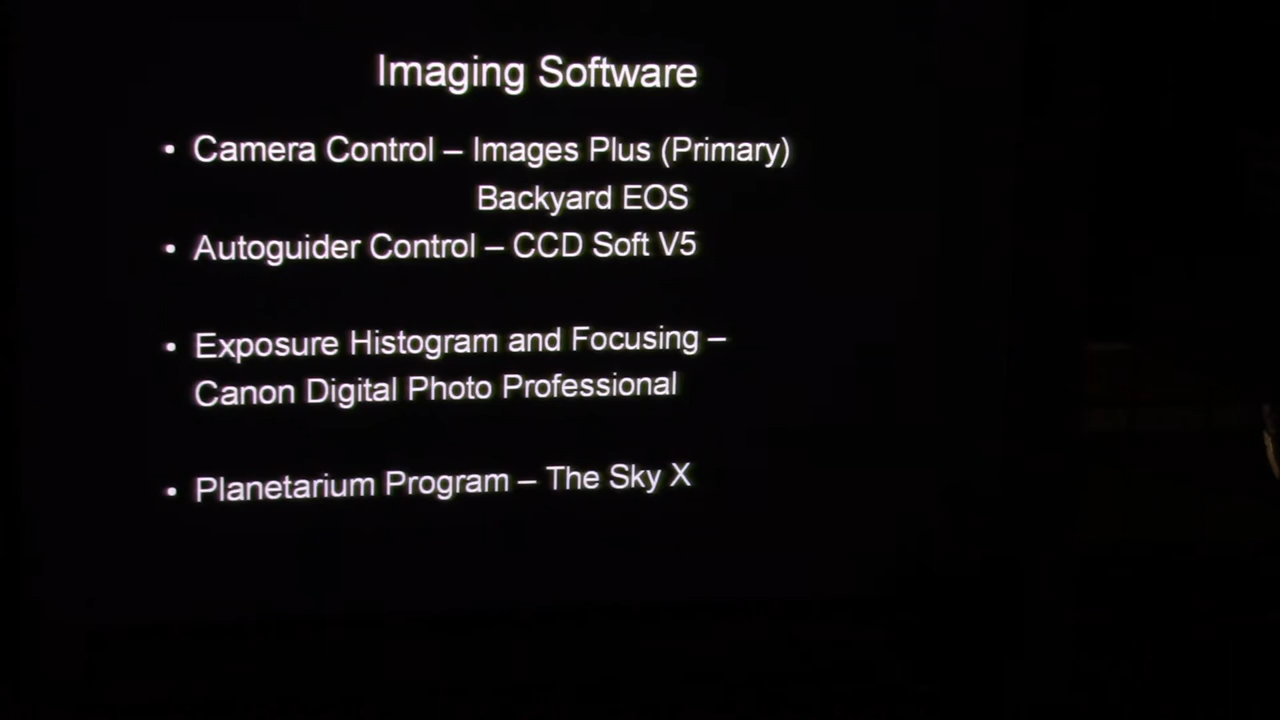 Imaging Software
• Camera Control – Images Plus (Primary)
Backyard EOS
• Autoguider Control – CCD Soft V5
• Exposure Histogram and Focusing –
Canon Digital Photo Professional
• Planetarium Program – The Sky X